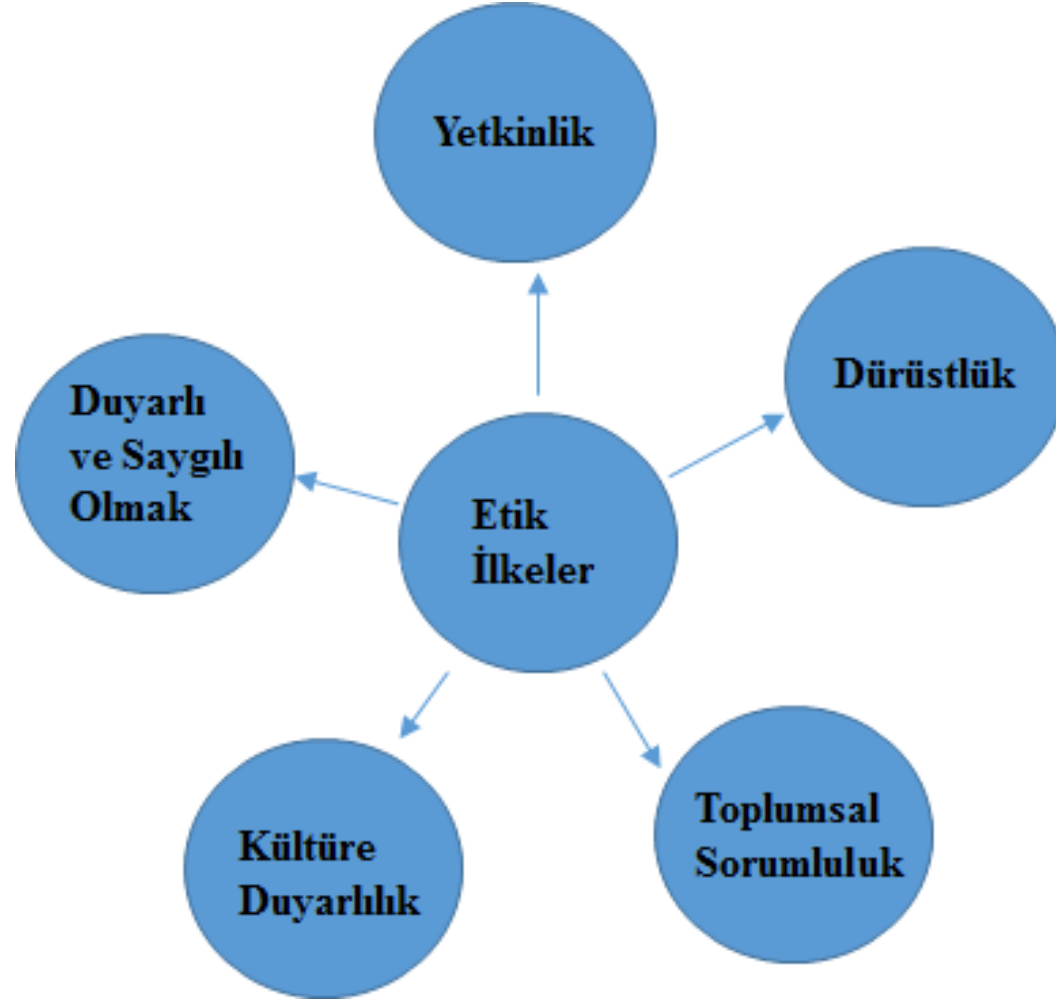 Yetkinlik
Dürüstlük
Duyarlı
ve Saygılı
Olmak
Etik
İlkeler
Toplumsal
Sorumluluk
Kültüre
Duyarlılık